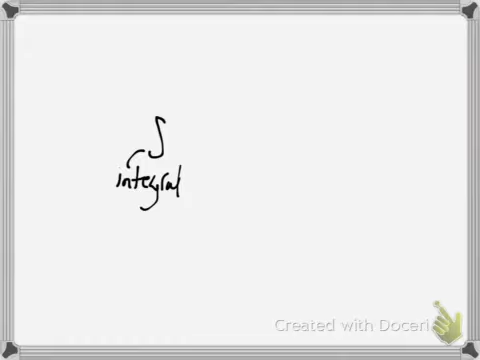 ∫
integral
Created with Doceri